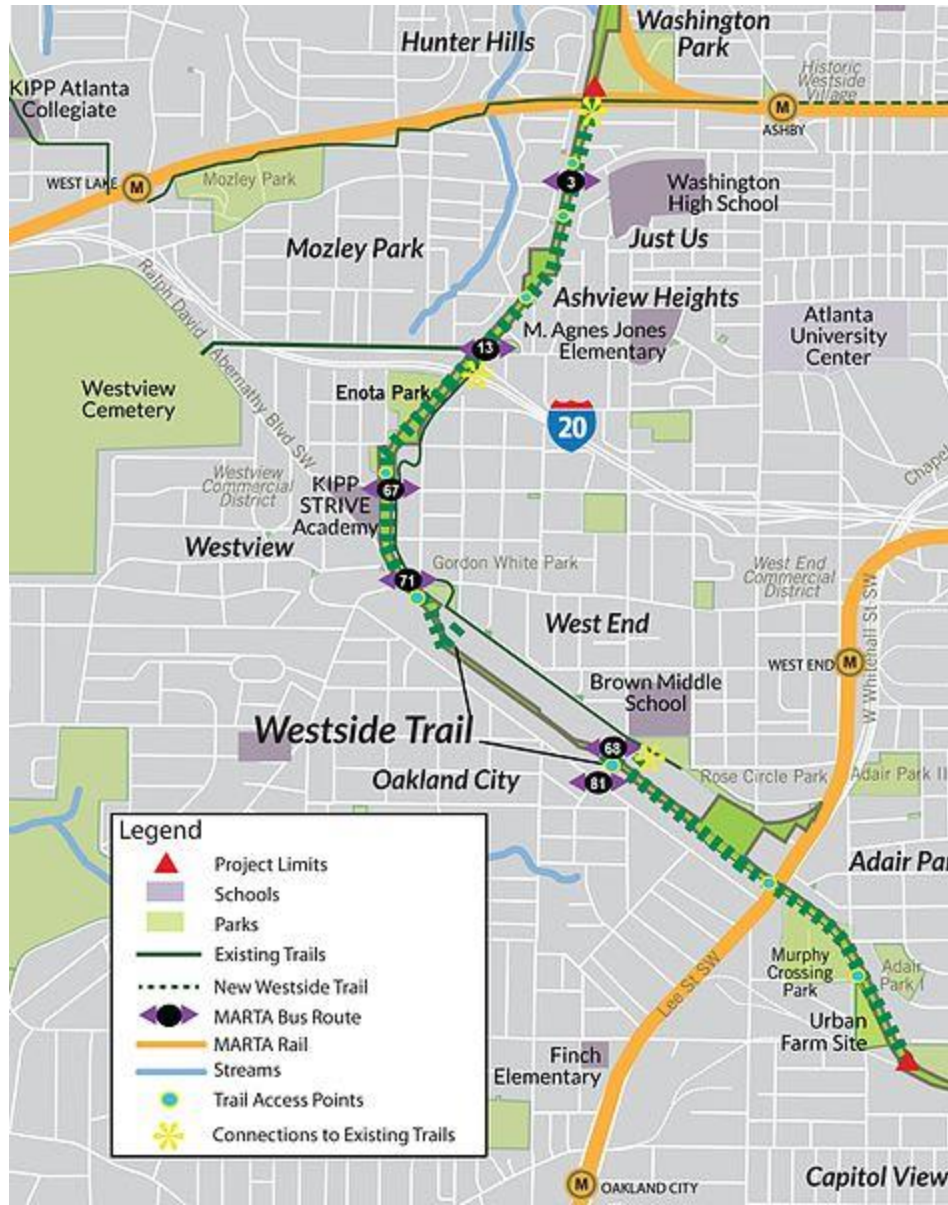 Hunter Hills
Washington
Park
KIPP Atlanta
Collegiate
Historic
Westside
Village
M
ASHBY
WEST LAKE
M
Mozley Park
3
Washington
High School
Mozley Park
Just Us
Ralph David
Abernathy Blvd SW
Ashview Heights
13
M. Agnes Jones
Elementary
Atlanta
University
Center
Westview
Cemetery
Enota Park
20
Westview
Commercial
District
67
KIPP
STRIVE
Academy
Chapel
Westview
71
Gordon White Park
West End
Commercial
District
West End
WEST END
M
W Whitehall St SW
Brown Middle
School
Westside Trail
68
81
Oakland City
Rose Circle Park
Adair Park II
Adair Par
Murphy
Crossing
Park
Adair
Park I
Lee St SW
Urban
Farm Site
Finch
Elementary
M
OAKLAND CITY
Capitol View
Legend
Project Limits
Schools
Parks
Existing Trails
New Westside Trail
MARTA Bus Route
MARTA Rail
Streams
Trail Access Points
Connections to Existing Trails